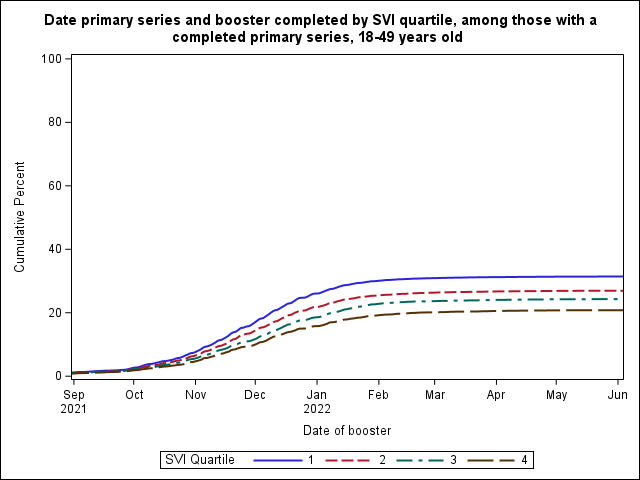 Date primary series and booster completed by SVI quartile, among those with a
completed primary series, 18-49 years old
100
80
60
40
20
0
Cumulative Percent
Sep Oct Nov Dec Jan Feb Mar Apr May Jun
2021 2022
Date of booster
SVI Quartile 1 2 3 4